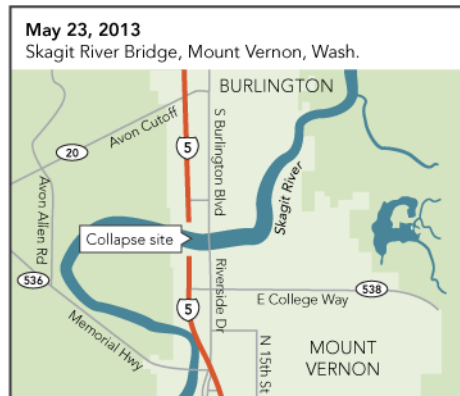 May 23, 2013
Skagit River Bridge, Mount Vernon, Wash.
BURLINGTON
Avon Cutoff
S Burlington Blvd
5
20
Skagit River
Avon Allen Rd
Collapse site
536
Riverside Dr
538
E College Way
5
Memorial Hwy
N 15th St
MOUNT
VERNON